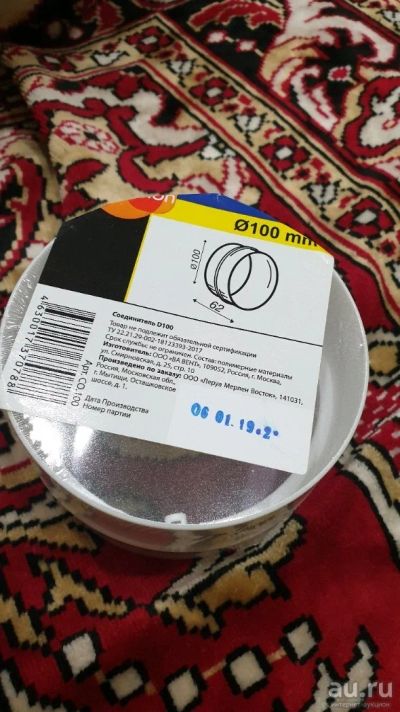 Ø100 mm
Ø100
62
Соединитель D100
Товар не подлежит обязательной сертификации
ТУ 22.21.29-002-18123393-2017
Срок службы: не ограничен. Состав: полимерные материалы
Изготовитель: ООО «ВА ВЕНТ», 109052, Россия, г. Москва,
ул. Смирновская, д. 25, стр. 10
Произведено по заказу: ООО «Леруа Мерлен Восток», 141031,
Россия, Московская обл.,
г. Мытищи, Осташковское
шоссе, д. 1.
Дата Производства
Номер партии
06 01.19.2
Арт. СО 100
au.ru
интернет-аукцион